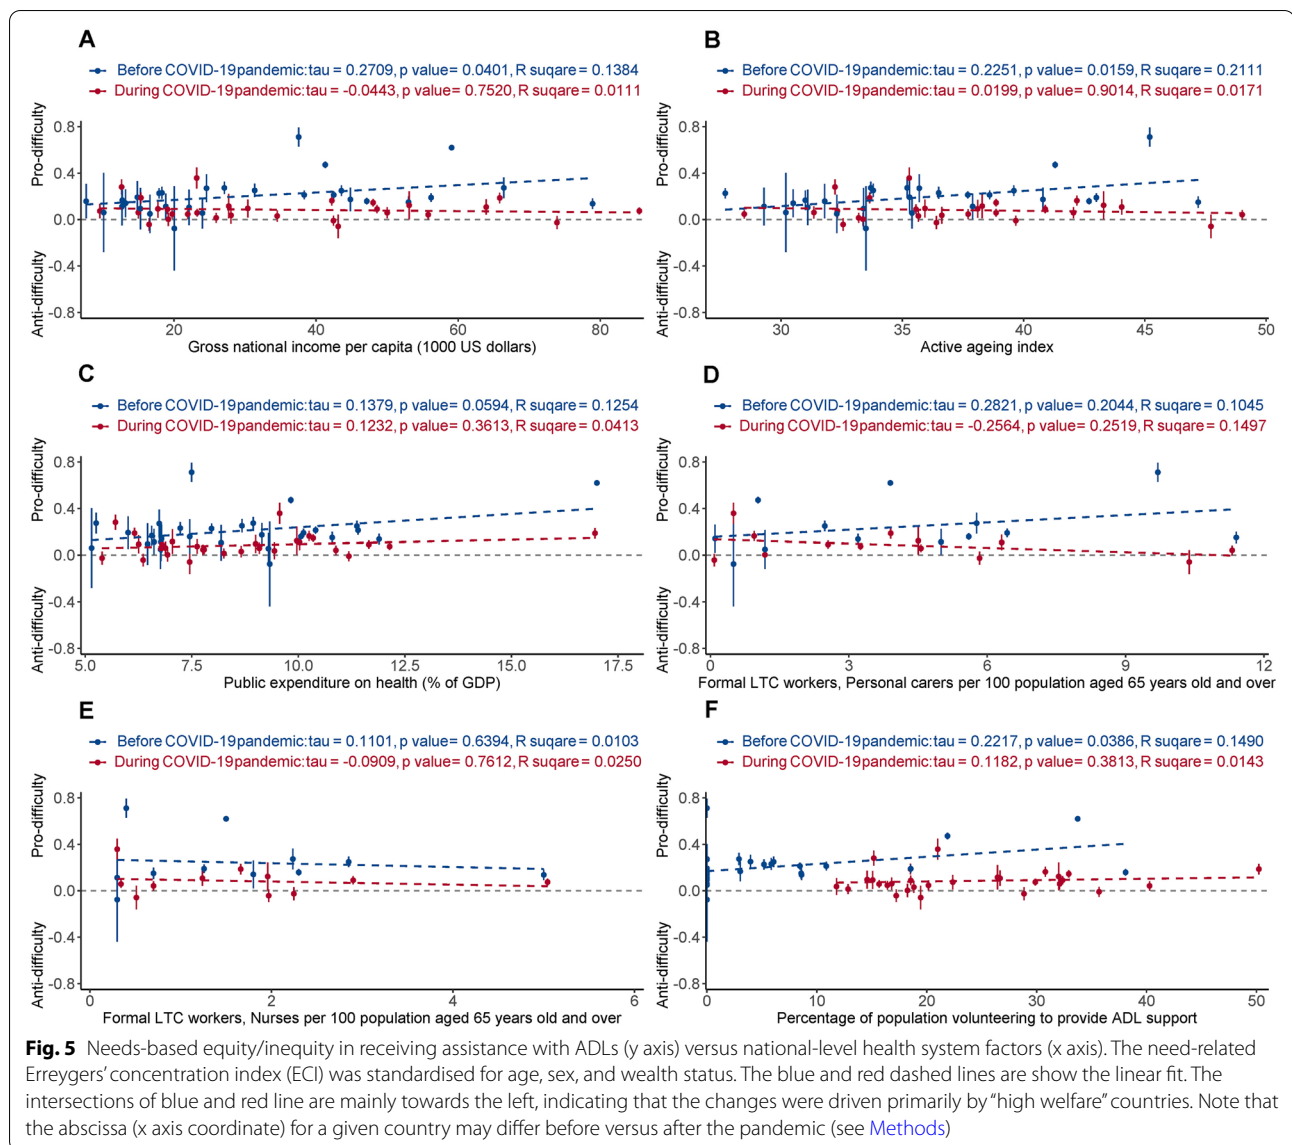 A
Before COVID-19pandemic:tau = 0.2709, p value= 0.0401, R suqare = 0.1384
During COVID-19pandemic:tau = -0.0443, p value= 0.7520, R suqare = 0.0111
Pro-difficulty
Anti-difficulty
0.8
0.4
0.0
-0.4
-0.8
20 40 60 80
Gross national income per capita (1000 US dollars)
B
Before COVID-19pandemic:tau = 0.2251, p value= 0.0159, R suqare = 0.2111
During COVID-19pandemic:tau = 0.0199, p value= 0.9014, R suqare = 0.0171
Pro-difficulty
Anti-difficulty
0.8
0.4
0.0
-0.4
-0.8
30 35 40 45 50
Active ageing index
C
Before COVID-19pandemic:tau = 0.1379, p value= 0.0594, R suqare = 0.1254
During COVID-19pandemic:tau = 0.1232, p value= 0.3613, R suqare = 0.0413
Pro-difficulty
Anti-difficulty
0.8
0.4
0.0
-0.4
-0.8
5.0 7.5 10.0 12.5 15.0 17.5
Public expenditure on health (% of GDP)
D
Before COVID-19pandemic:tau = 0.2821, p value= 0.2044, R suqare = 0.1045
During COVID-19pandemic:tau = -0.2564, p value= 0.2519, R suqare = 0.1497
Pro-difficulty
Anti-difficulty
0.8
0.4
0.0
-0.4
-0.8
0 3 6 9 12
Formal LTC workers, Personal carers per 100 population aged 65 years old and over
E
Before COVID-19pandemic:tau = 0.1101, p value= 0.6394, R suqare = 0.0103
During COVID-19pandemic:tau = -0.0909, p value= 0.7612, R suqare = 0.0250
Pro-difficulty
Anti-difficulty
0.8
0.4
0.0
-0.4
-0.8
0 2 4 6
Formal LTC workers, Nurses per 100 population aged 65 years old and over
F
Before COVID-19pandemic:tau = 0.2217, p value= 0.0386, R suqare = 0.1490
During COVID-19pandemic:tau = 0.1182, p value= 0.3813, R suqare = 0.0143
Pro-difficulty
Anti-difficulty
0.8
0.4
0.0
-0.4
-0.8
0 10 20 30 40 50
Percentage of population volunteering to provide ADL support
Fig. 5 Needs-based equity/inequity in receiving assistance with ADLs (y axis) versus national-level health system factors (x axis). The need-related
Erreygers' concentration index (ECI) was standardised for age, sex, and wealth status. The blue and red dashed lines are show the linear fit. The
intersections of blue and red line are mainly towards the left, indicating that the changes were driven primarily by "high welfare" countries. Note that
the abscissa (x axis coordinate) for a given country may differ before versus after the pandemic (see Methods)